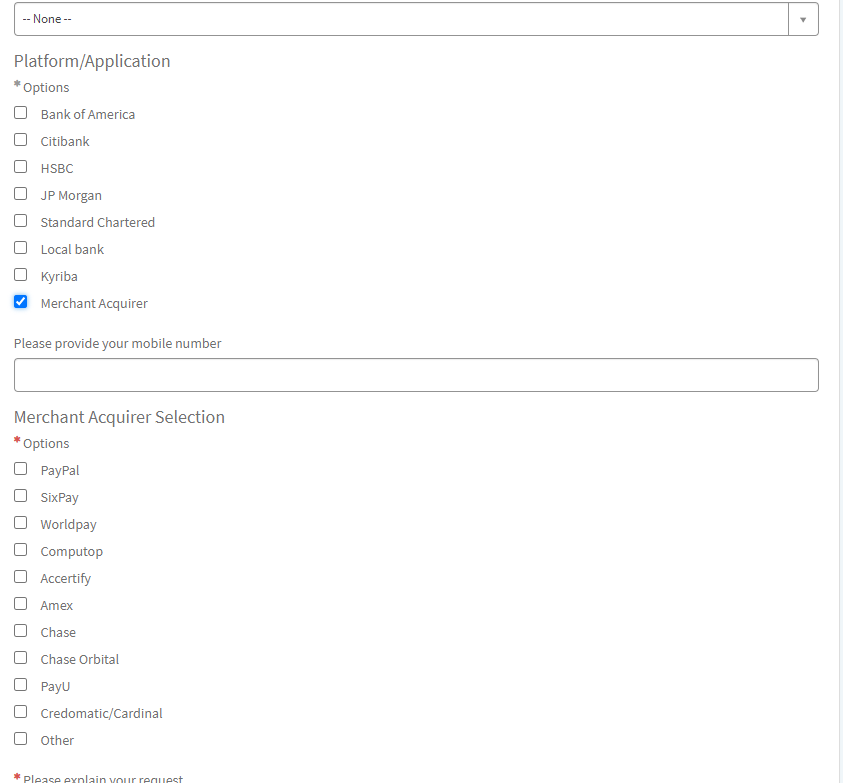 -- None --
Platform/Application
* Options
Bank of America
Citibank
HSBC
JP Morgan
Standard Chartered
Local bank
Kyriba
Merchant Acquirer
Please provide your mobile number
Merchant Acquirer Selection
* Options
PayPal
SixPay
Worldpay
Computop
Accertify
Amex
Chase
Chase Orbital
PayU
Credomatic/Cardinal
Other
* Please explain your request